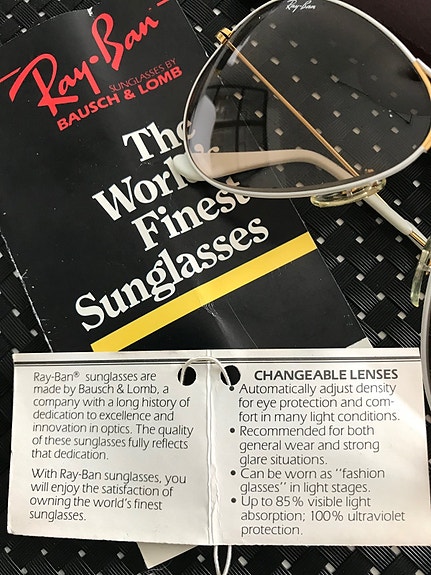 Ray-Ban
SUNGLASSES BY
BAUSCH & LOMB
The
World's
Finest
Sunglasses
Ray-Ban
Ray-Ban® sunglasses are
made by Bausch & Lomb, a
company with a long history of
dedication to excellence and
innovation in optics. The quality
of these sunglasses fully reflects
that dedication.
With Ray-Ban sunglasses, you
will enjoy the satisfaction of
owning the world's finest
sunglasses.
CHANGEABLE LENSES
• Automatically adjust density
for eye protection and com-
fort in many light conditions.
• Recommended for both
general wear and strong
glare situations.
• Can be worn as "fashion
glasses" in light stages.
• Up to 85% visible light
absorption; 100% ultraviolet
protection.